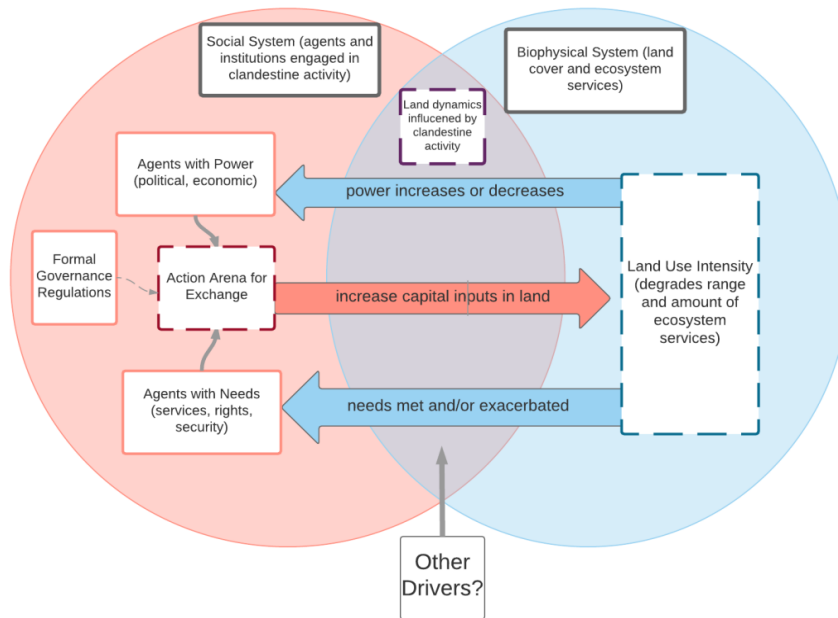 Social System (agents and
institutions engaged in
clandestine activity)
Biophysical System (land
cover and ecosystem
services)
Land dynamics
influcened by
clandestine
activity
Agents with Power
(political, economic)
power increases or decreases
Formal
Governance
Regulations
Action Arena for
Exchange
increase capital inputs in land
Land Use Intensity
(degrades range
and amount of
ecosystem
services)
Agents with Needs
(services, rights,
security)
needs met and/or exacerbated
Other
Drivers?